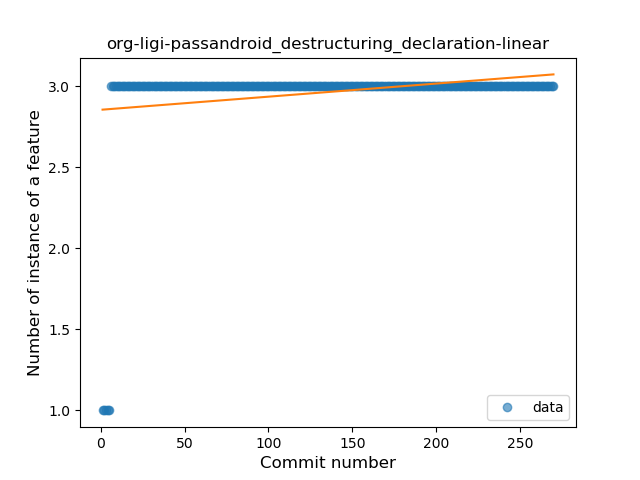 org-ligi-passandroid_destructuring_declaration-linear
Number of instance of a feature
3.0
2.5
2.0
1.5
1.0
data
0 50 100 150 200 250
Commit number